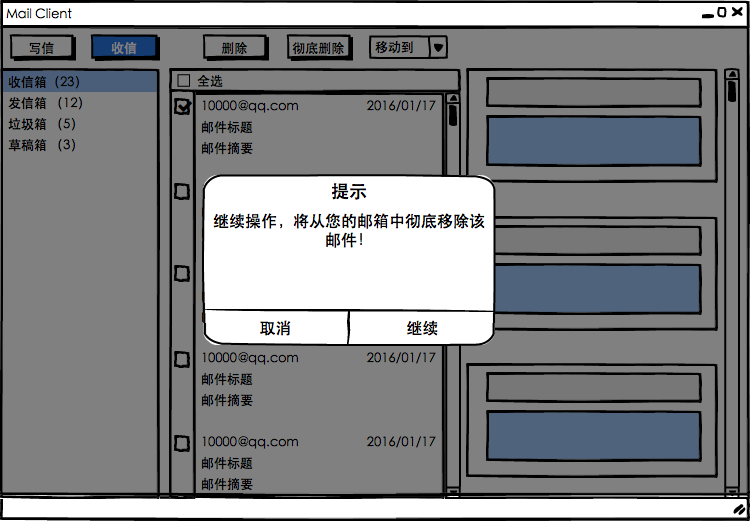 Mail Client
写信 收信 删除 彻底删除 移动到
收信箱 (23)
发信箱 (12)
垃圾箱 (5)
草稿箱 (3)
全选
10000@qq.com 2016/01/17
邮件标题
邮件摘要
提示
继续操作，将从您的邮箱中彻底移除该
邮件！
取消 继续
10000@qq.com 2016/01/17
邮件标题
邮件摘要
10000@qq.com 2016/01/17
邮件标题
邮件摘要